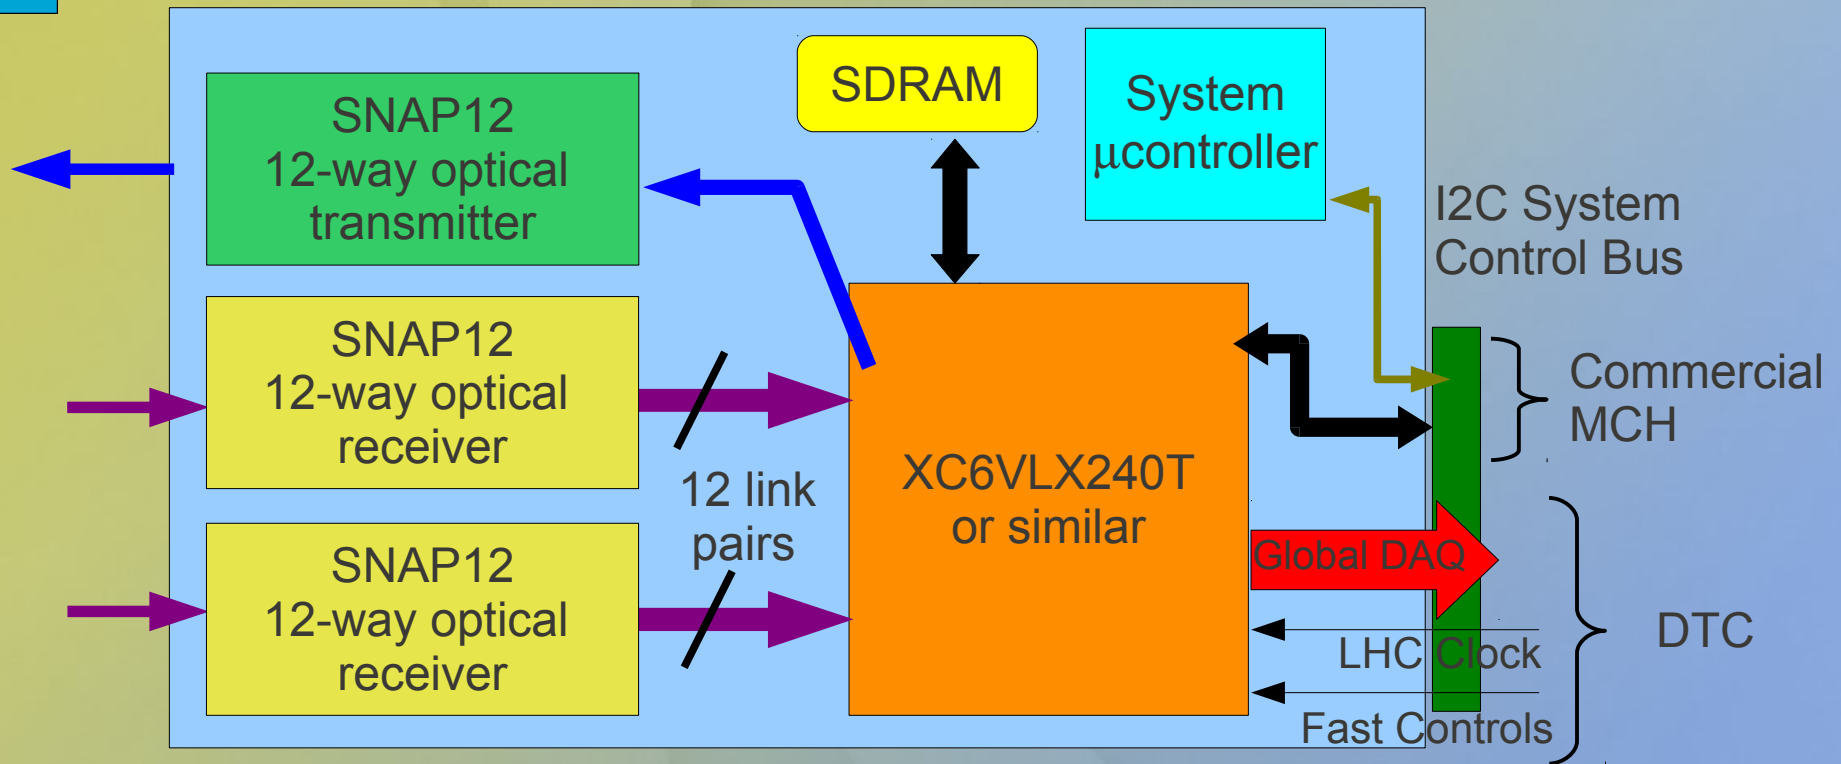 SNAP12
12-way optical
transmitter
SDRAM
System
μcontroller
I2C System
Control Bus
SNAP12
12-way optical
receiver
12 link
pairs
XC6VLX240T
or similar
Commercial
MCH
SNAP12
12-way optical
receiver
Global DAQ
LHC Clock
Fast Controls
DTC